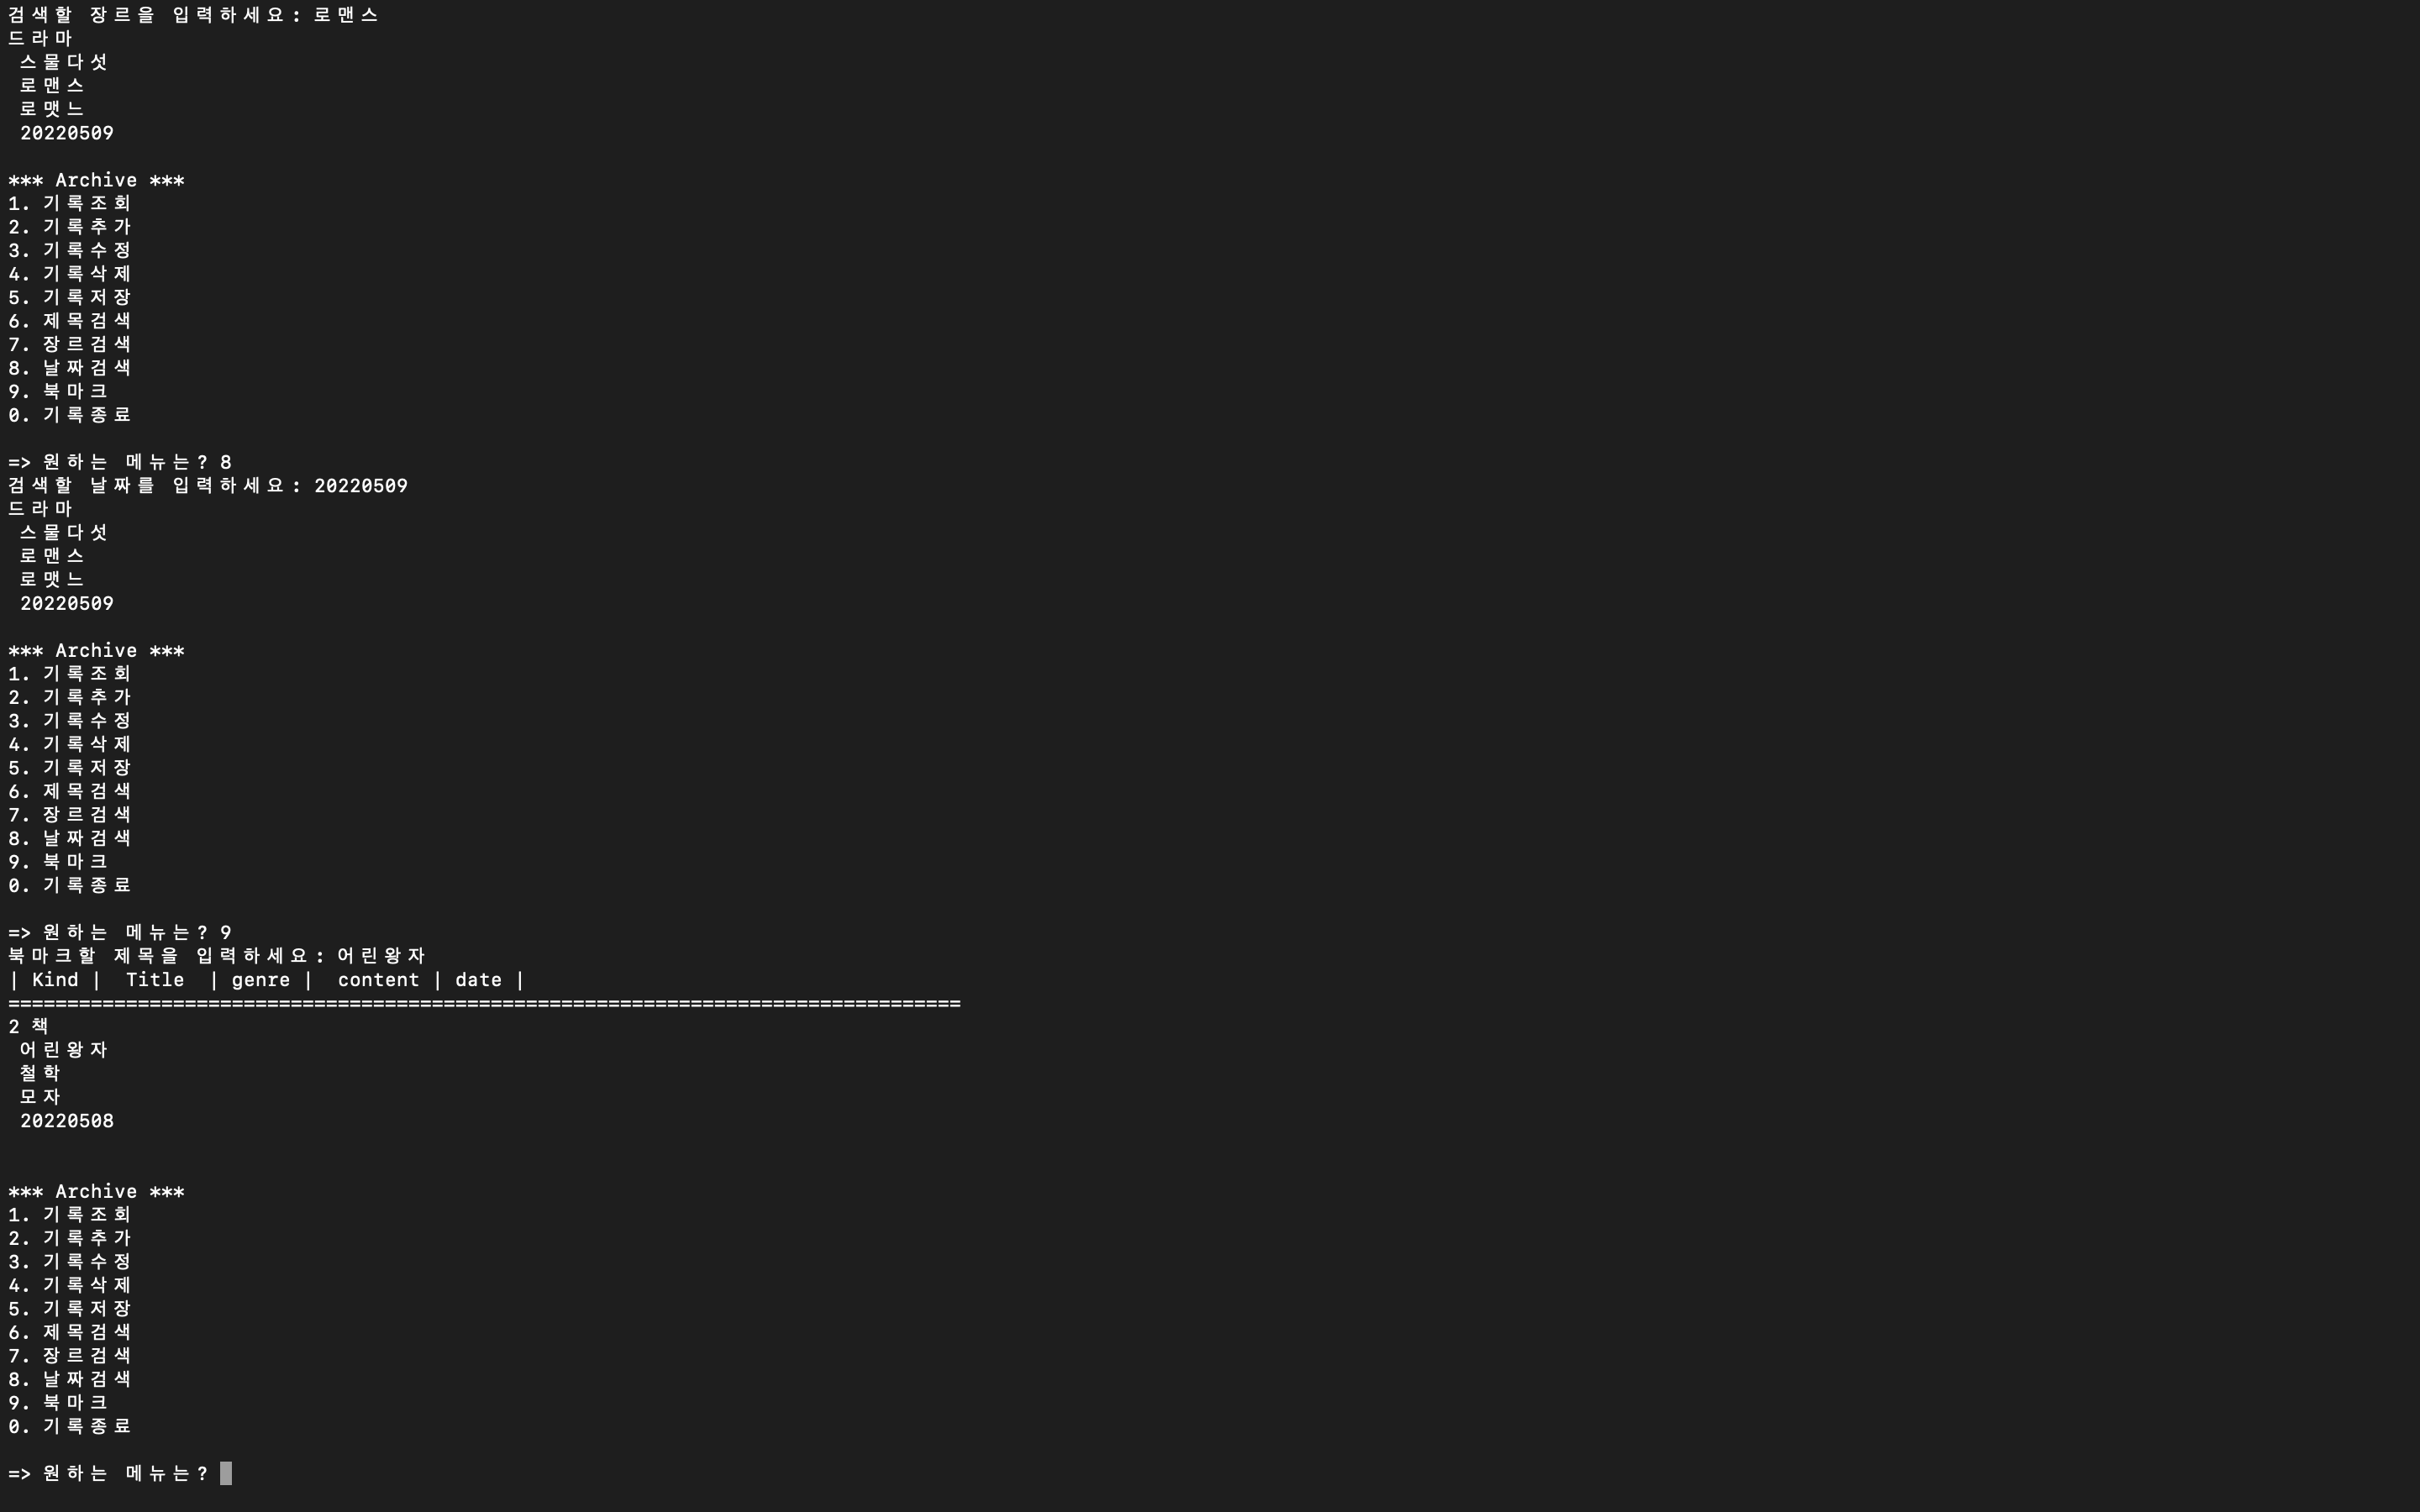 검색할 장르을 입력하세요: 로맨스
드라마
스물다섯
로맨스
로맷느
20220509
*** Archive ***
1. 기록조회
2. 기록추가
3. 기록수정
4. 기록삭제
5. 기록저장
6. 제목검색
7. 장르검색
8. 날짜검색
9. 북마크
0. 기록종료
=> 원하는 메뉴는? 8
검색할 날짜를 입력하세요: 20220509
드라마
스물다섯
로맨스
로맷느
20220509
*** Archive ***
1. 기록조회
2. 기록추가
3. 기록수정
4. 기록삭제
5. 기록저장
6. 제목검색
7. 장르검색
8. 날짜검색
9. 북마크
0. 기록종료
=> 원하는 메뉴는? 9
북마크할 제목을 입력하세요: 어린왕자
| Kind |  Title  | genre |  content | date |
=================================================================================
2 책
어린왕자
철학
모자
20220508
*** Archive ***
1. 기록조회
2. 기록추가
3. 기록수정
4. 기록삭제
5. 기록저장
6. 제목검색
7. 장르검색
8. 날짜검색
9. 북마크
0. 기록종료
=> 원하는 메뉴는?